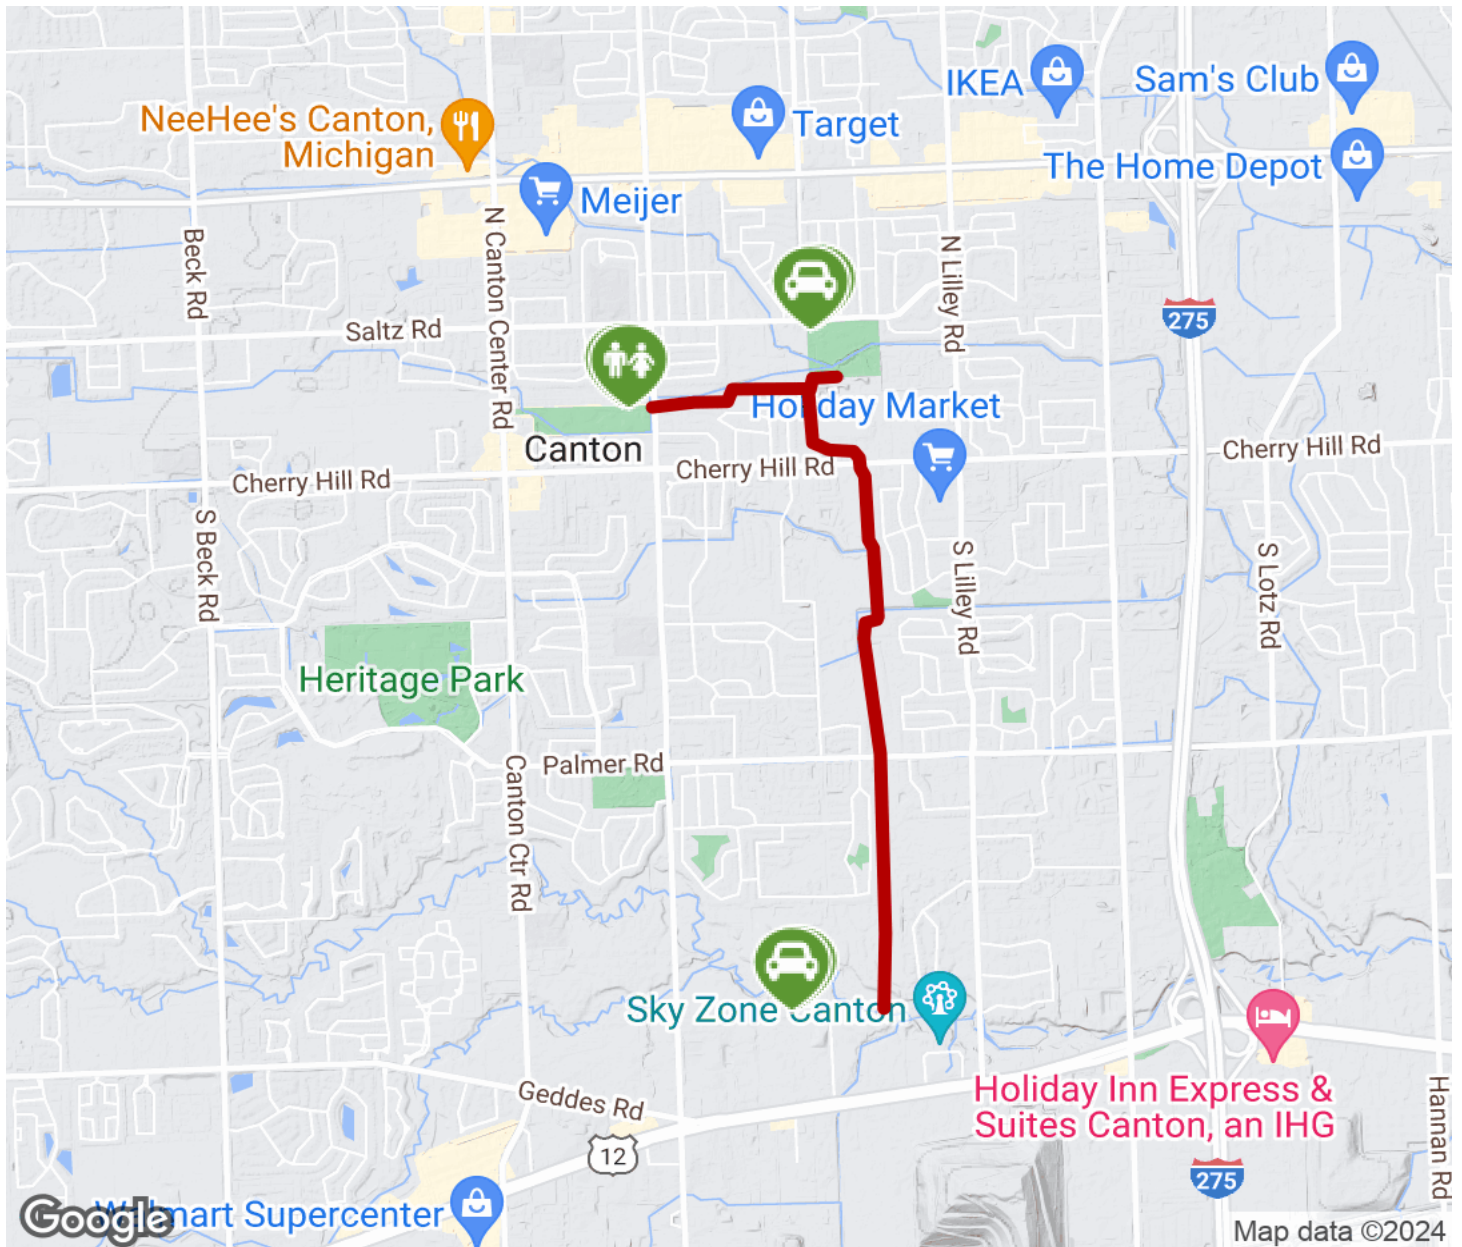 IKEA
Sam's Club
NeeHee's Canton,
Michigan
Target
The Home Depot
Meijer
Beck Rd
N Canton Center Rd
N Lilley Rd
Saltz Rd
275
Holiday Market
Canton
Cherry Hill Rd
Cherry Hill Rd
Cherry Hill Rd
S Beck Rd
S Lilley Rd
S Lotz Rd
Heritage Park
Palmer Rd
Canton Ctr Rd
Sky Zone Canton
Geddes Rd
Holiday Inn Express &
Suites Canton, an IHG
Hannan Rd
12
275
Walmart Supercenter
Google
Map data ©2024